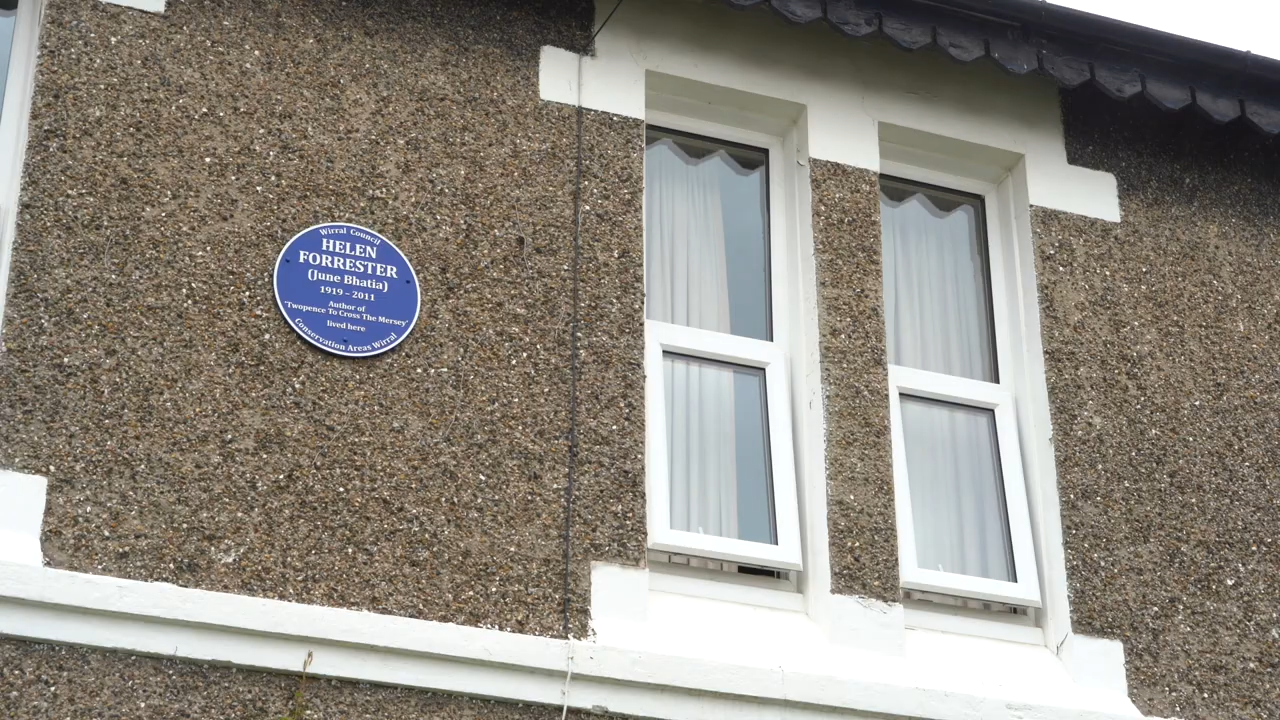 Wirral Council
HELEN
FORRESTER
(June Bhatia)
1919 - 2011
Author of
'Twopence To Cross The Mersey'
lived here
Conservation Areas Wirral